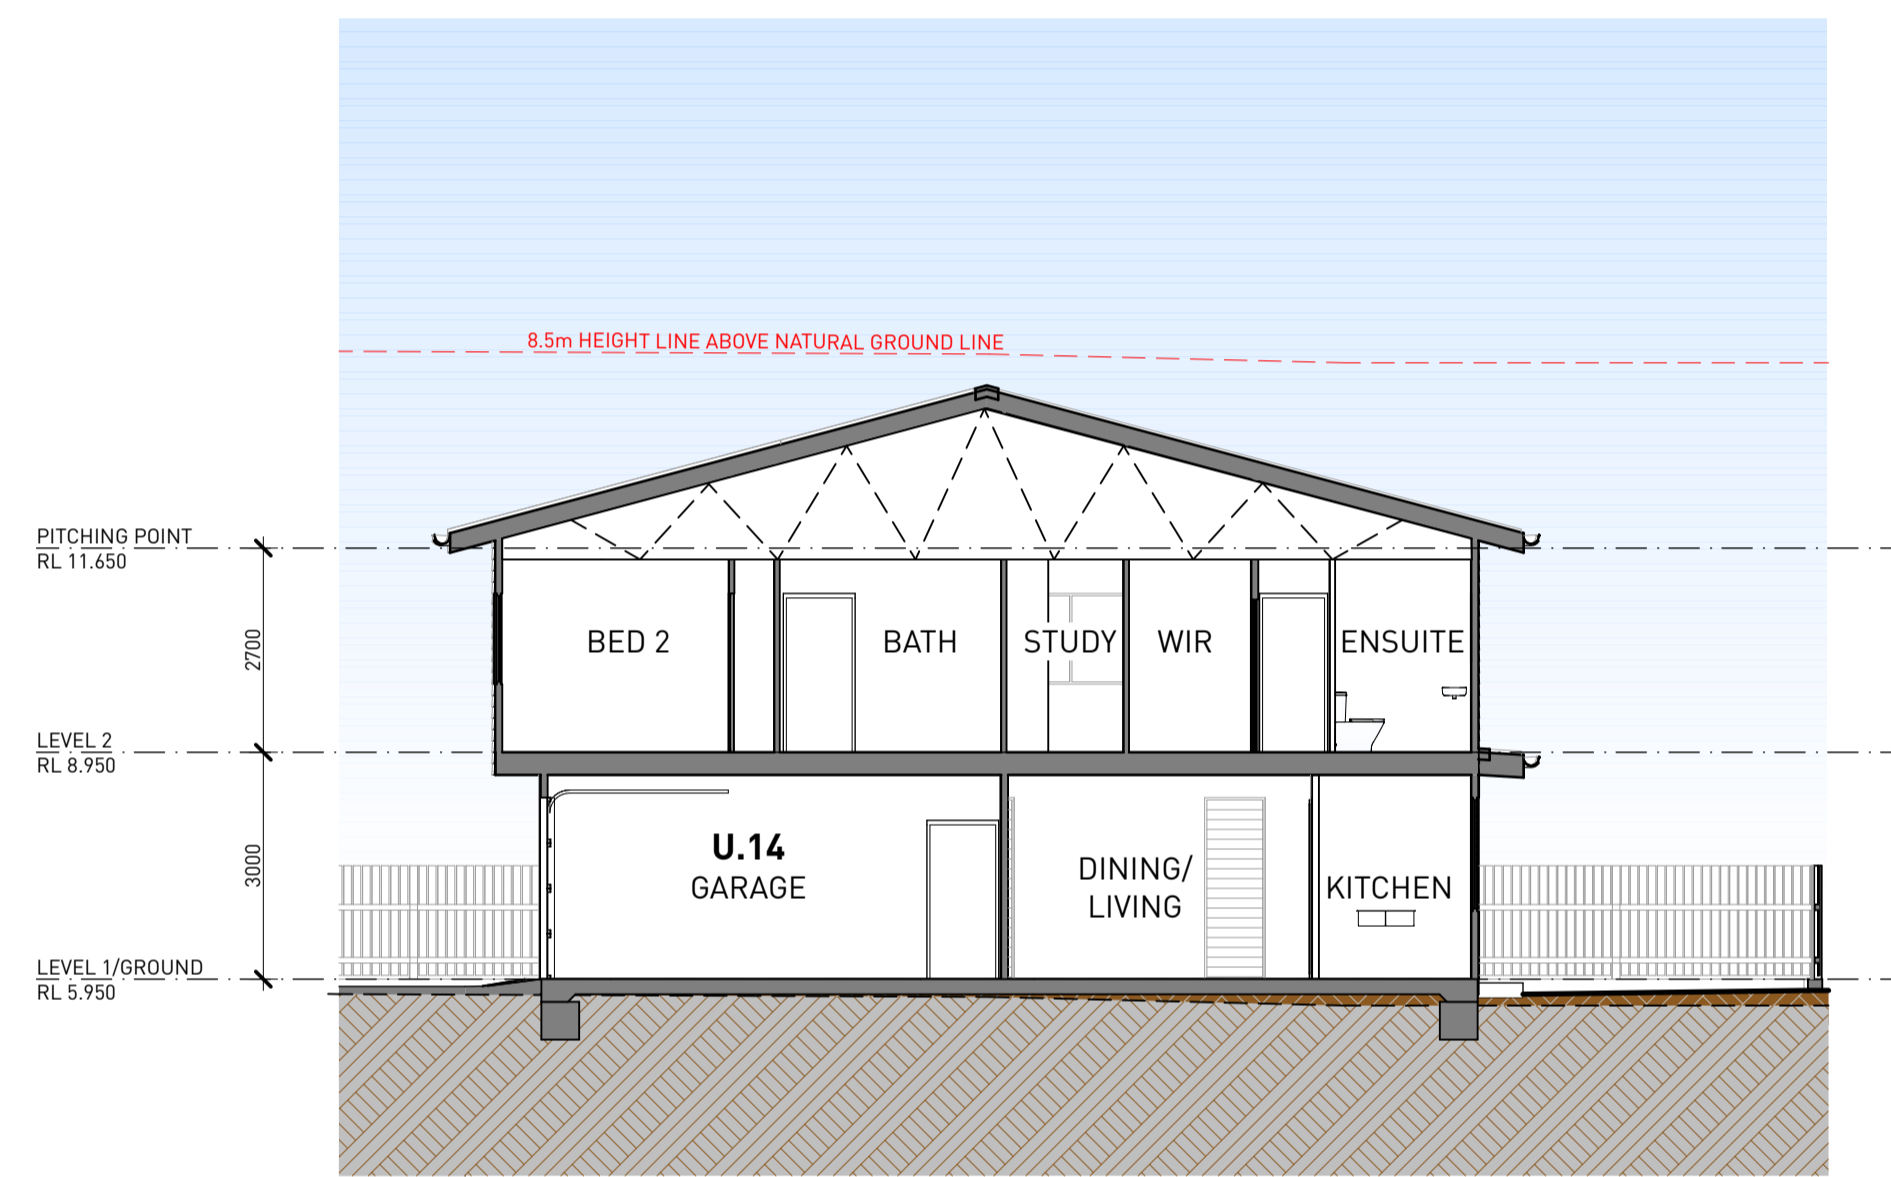 8.5m HEIGHT LINE ABOVE NATURAL GROUND LINE
PITCHING POINT
RL 11.650
2700
BED 2
BATH
STUDY
WIR
ENSUITE
LEVEL 2
RL 8.950
3000
U.14
GARAGE
DINING/
LIVING
KITCHEN
LEVEL 1/GROUND
RL 5.950